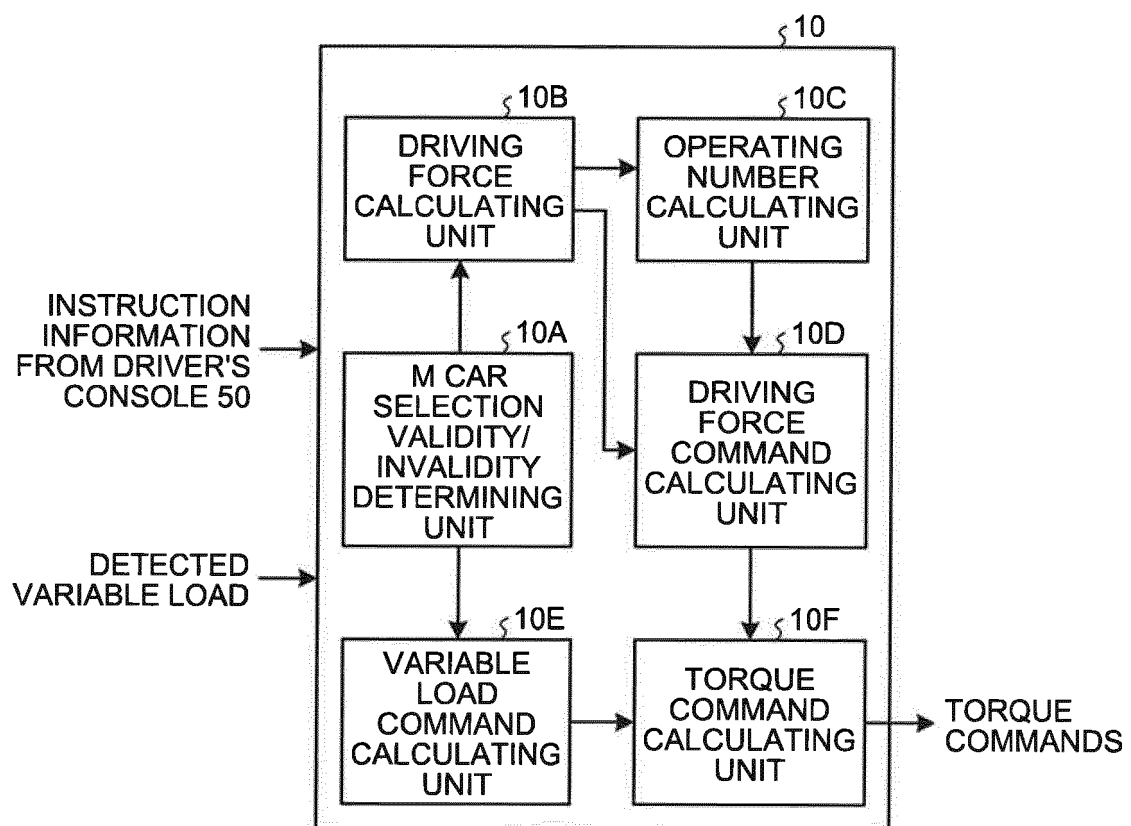 10
10B
DRIVING
FORCE
CALCULATING
UNIT
10C
OPERATING
NUMBER
CALCULATING
UNIT
INSTRUCTION
INFORMATION
FROM DRIVER'S
CONSOLE 50
10A
M CAR
SELECTION
VALIDITY/
INVALIDITY
DETERMINING
UNIT
10D
DRIVING
FORCE
COMMAND
CALCULATING
UNIT
DETECTED
VARIABLE LOAD
10E
VARIABLE
LOAD
COMMAND
CALCULATING
UNIT
10F
TORQUE
COMMAND
CALCULATING
UNIT
TORQUE
COMMANDS